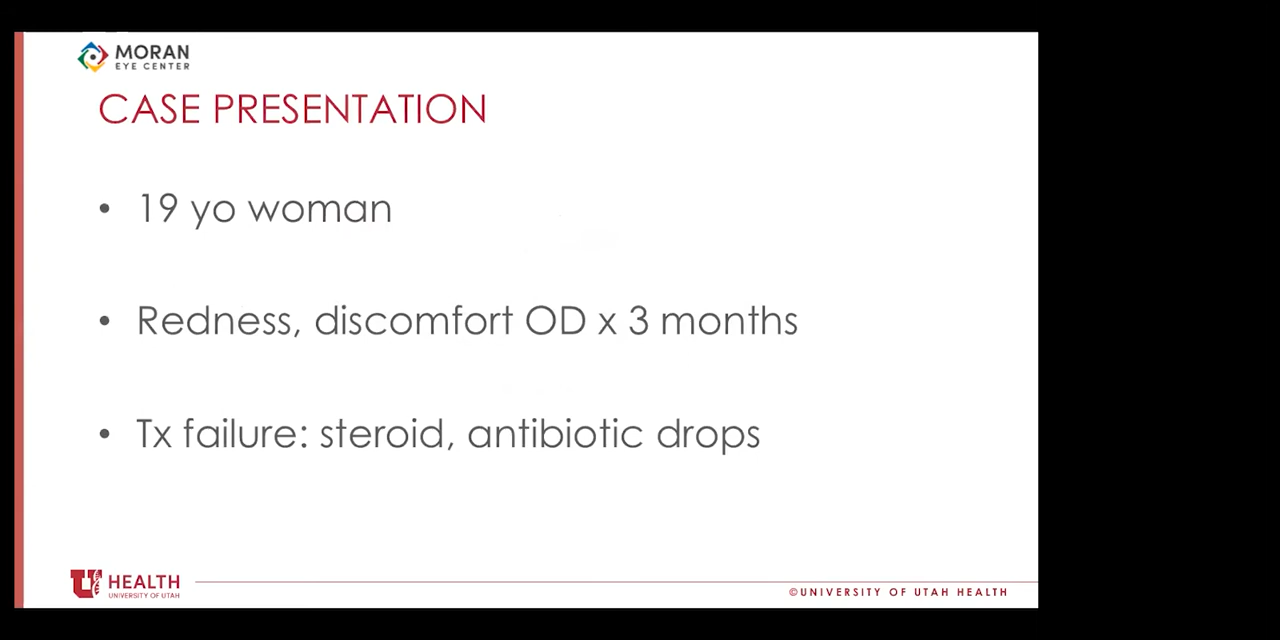 MORAN
EYE CENTER
CASE PRESENTATION
• 19 yo woman
• Redness, discomfort OD x 3 months
• Tx failure: steroid, antibiotic drops
U HEALTH
UNIVERSITY OF UTAH
©UNIVERSITY OF UTAH HEALTH